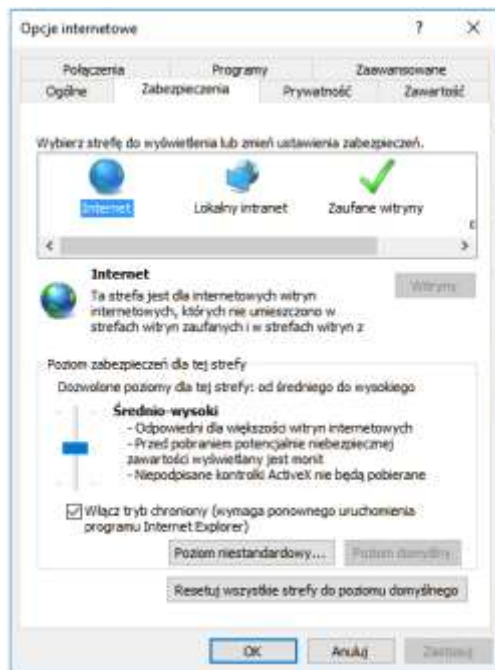 Opcje internetowe
? ×
Połączenia Programy Zaawansowane
Ogólne Zabezpieczenia Prywatność Zawartość
Wybierz strefę do wyświetlenia lub zmień ustawienia zabezpieczeń.
Internet Lokalny intranet Zaufane witryny
Internet
Witryny
Ta strefa jest dla internetowych witryn
internetowych, których nie umieszczono w
strefach witryn zaufanych i w strefach witryn z
Poziom zabezpieczeń dla tej strefy
Dozwolone poziomy dla tej strefy: od średniego do wysokiego
Średnio-wysoki
- Odpowiedni dla większości witryn internetowych
- Przed pobraniem potencjalnie niebezpiecznej
zawartości wyświetlany jest monit
- Niepodpisane kontrolki ActiveX nie będą pobierane
Włącz tryb chroniony (wymaga ponownego uruchomienia
programu Internet Explorer)
Poziom niestandardowy... Poziom domyślny
Resetuj wszystkie strefy do poziomu domyślnego
OK Anuluj Zastosuj